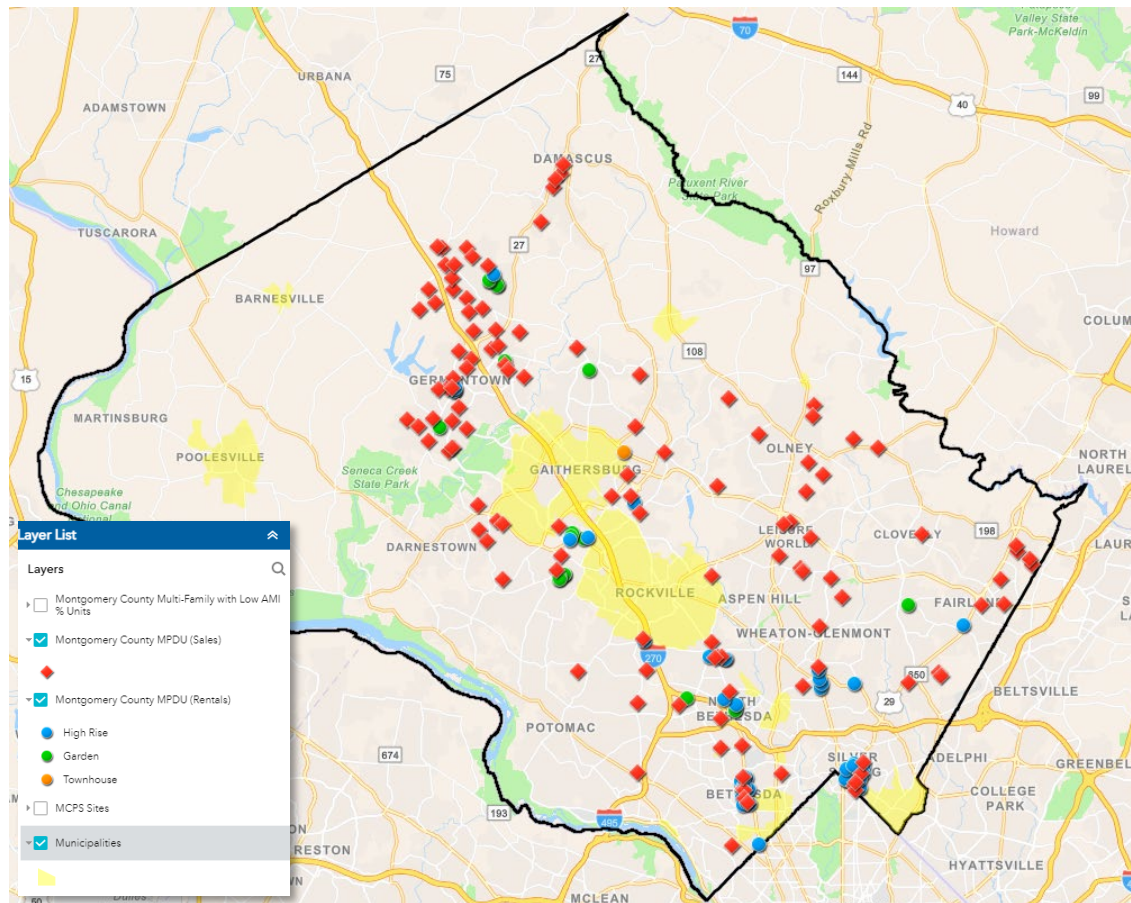 Patapsco
Valley State
Park-McKeldin
70
27
URBANA
75
144
99
40
ADAMSTOWN
Roxbury Mills Rd
DAMASCUS
Patuxent River
State Park
TUSCARORA
27
Howard
97
BARNESVILLE
COLUM
108
15
GERMANTOWN
MARTINSBURG
OLNEY
POOLESVILLE
GAITHERSBURG
NORTH
LAUREL
Seneca Creek
State Park
Chesapeake
and Ohio Canal
National
LEISURE
WORLD
CLOVERLY
198
LAUR
DARNESTOWN
ROCKVILLE
ASPEN HILL
FAIRLAND
WHEATON-GLENMONT
270
650
BELTSVILLE
29
NORTH
BETHESDA
POTOMAC
674
SILVER
SPRING
ADELPHI
GREENBEL
BETHESDA
COLLEGE
PARK
193
495
RESTON
HYATTSVILLE
MCLEAN
50
Dulles
Layer List
Layers
Montgomery County Multi-Family with Low AMI
% Units
Montgomery County MPDU (Sales)
Montgomery County MPDU (Rentals)
High Rise
Garden
Townhouse
MCPS Sites
Municipalities